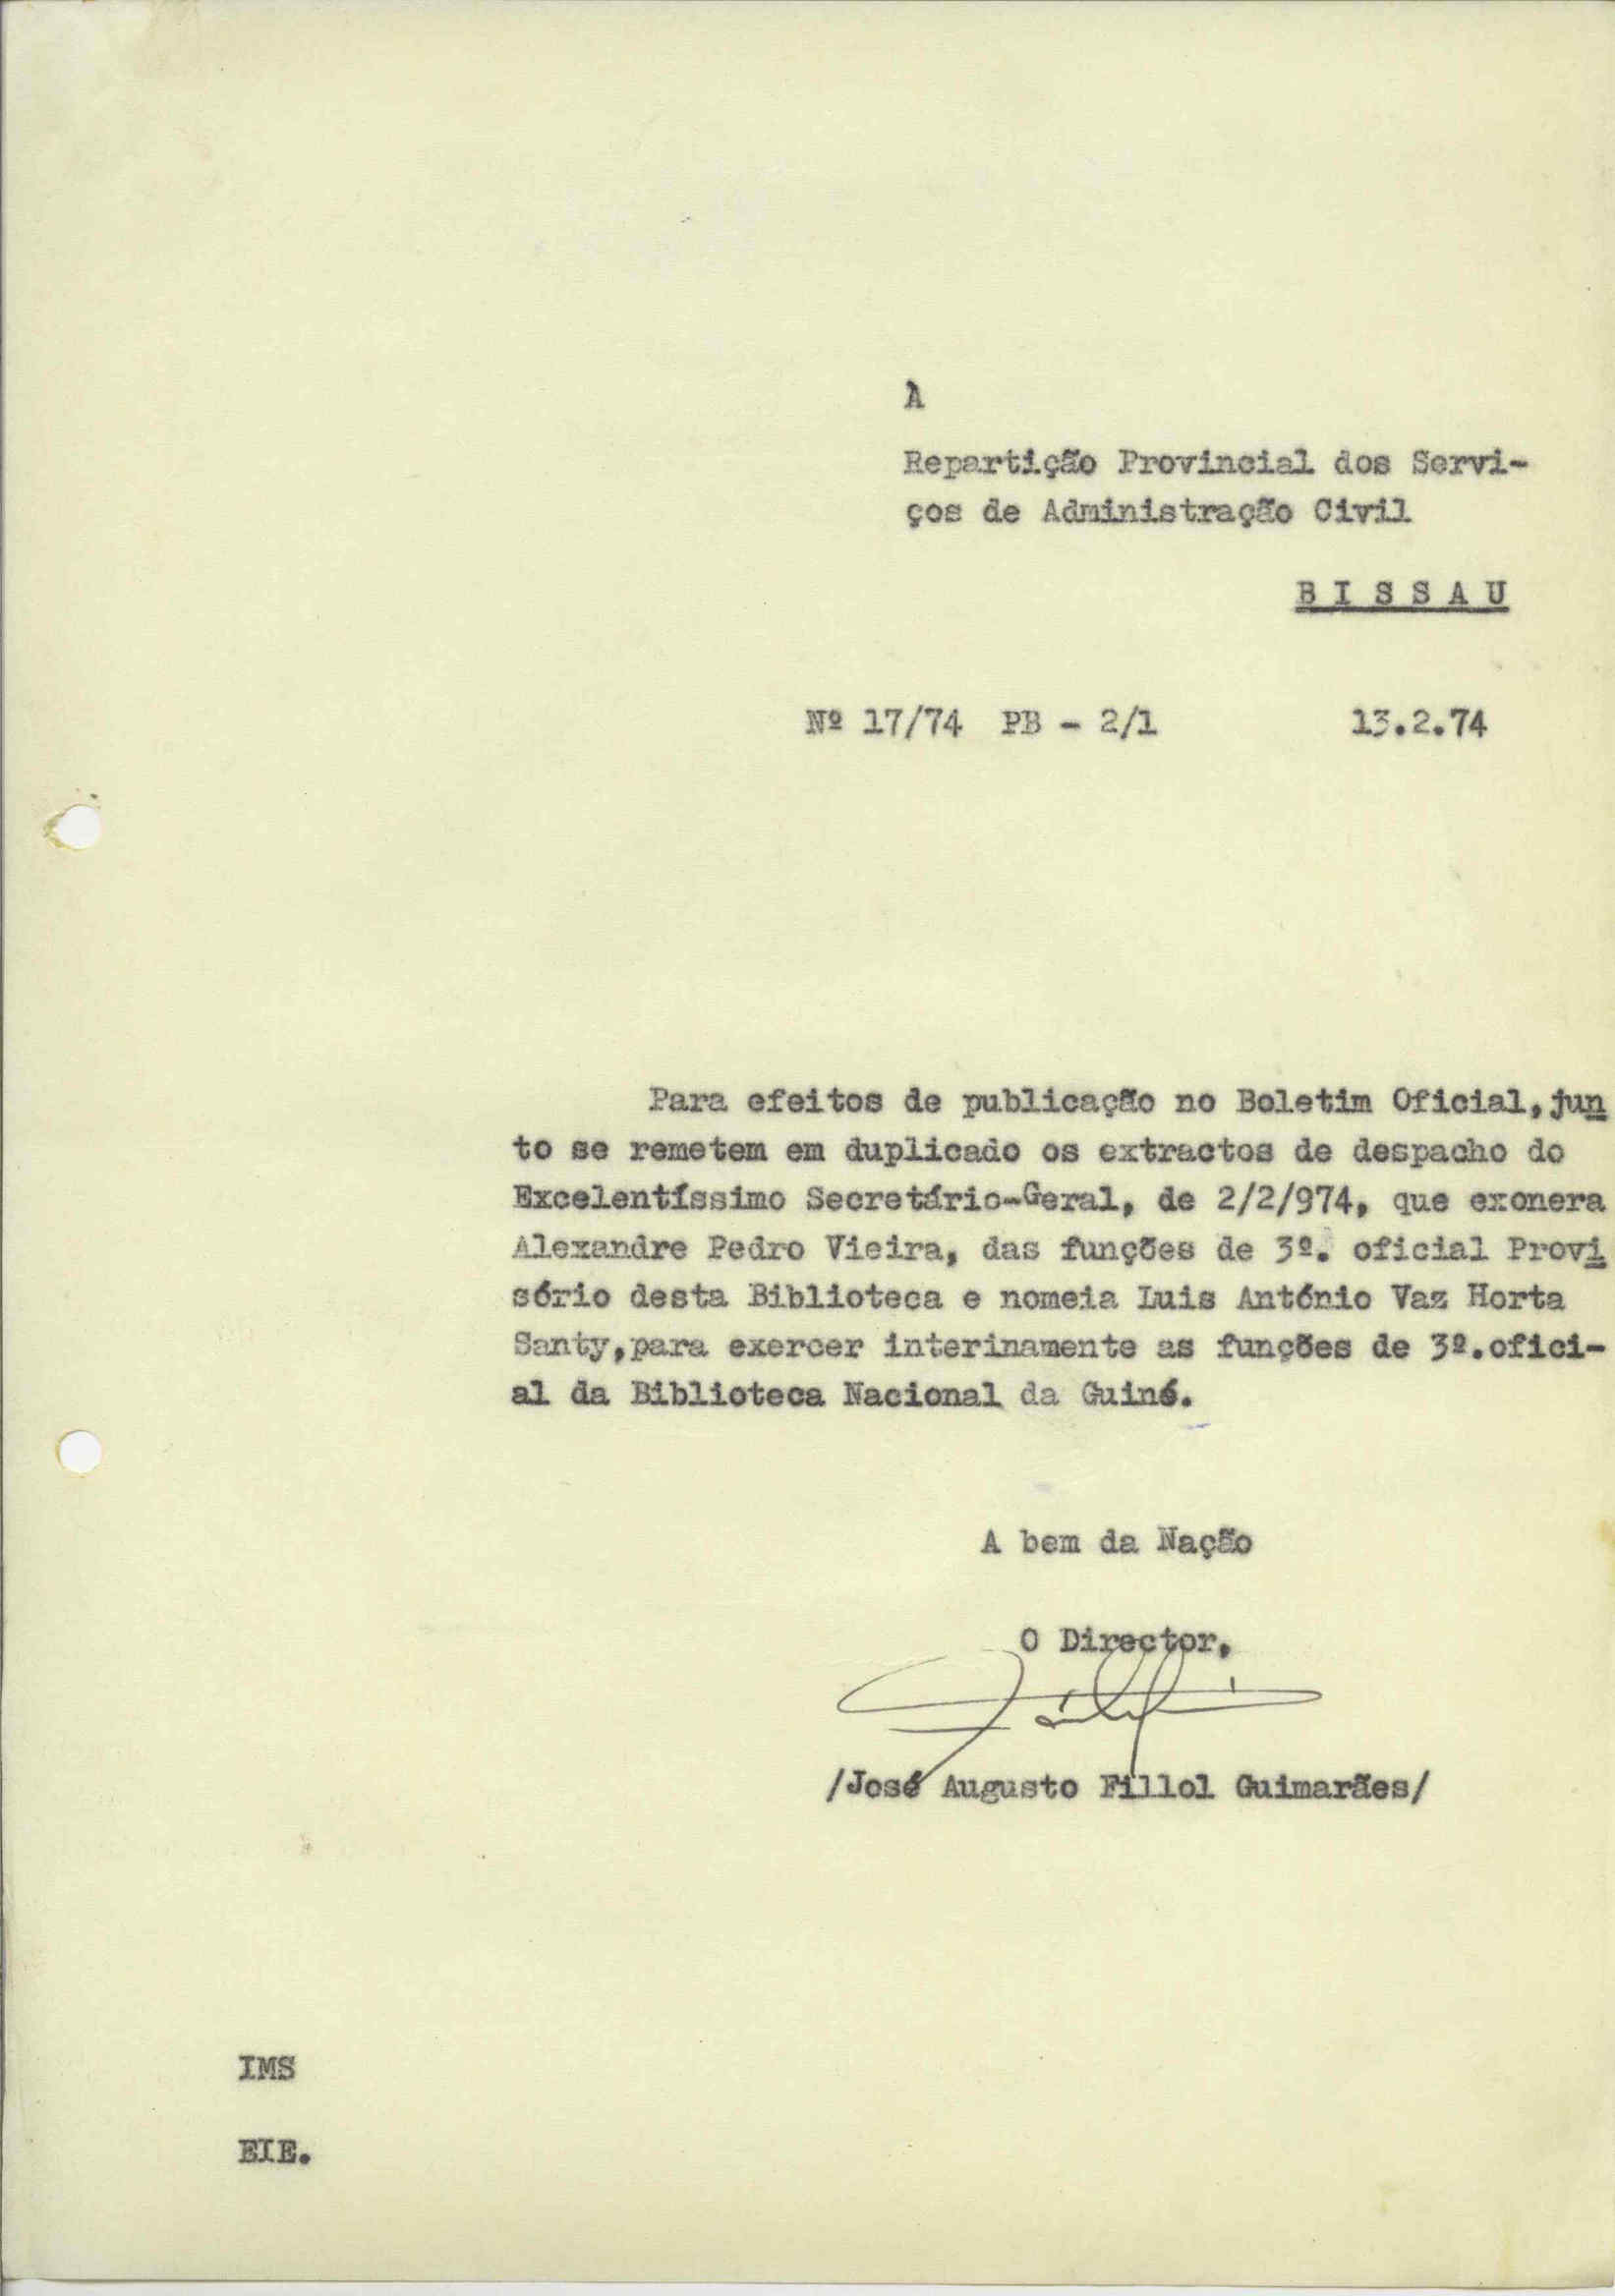 À
Repartição Provincial dos Servi-
ços de Administração Civil
B I S S A U
Nº 17/74 PB - 2/1 13.2.74
Para efeitos de publicação no Boletim Oficial, jun
to se remetem em duplicado os extractos de despacho do
Excelentíssimo Secretário-Geral, de 2/2/974, que exonera
Alexandre Pedro Vieira, das funções de 3º. oficial Provi
sório desta Biblioteca e nomeia Luis António Vaz Horta
Santy, para exercer interinamente as funções de 3º. ofici-
al da Biblioteca Nacional da Guiné.
A bem da Nação
O Director,
/José Augusto Fillol Guimarães/
IMS
EIE.